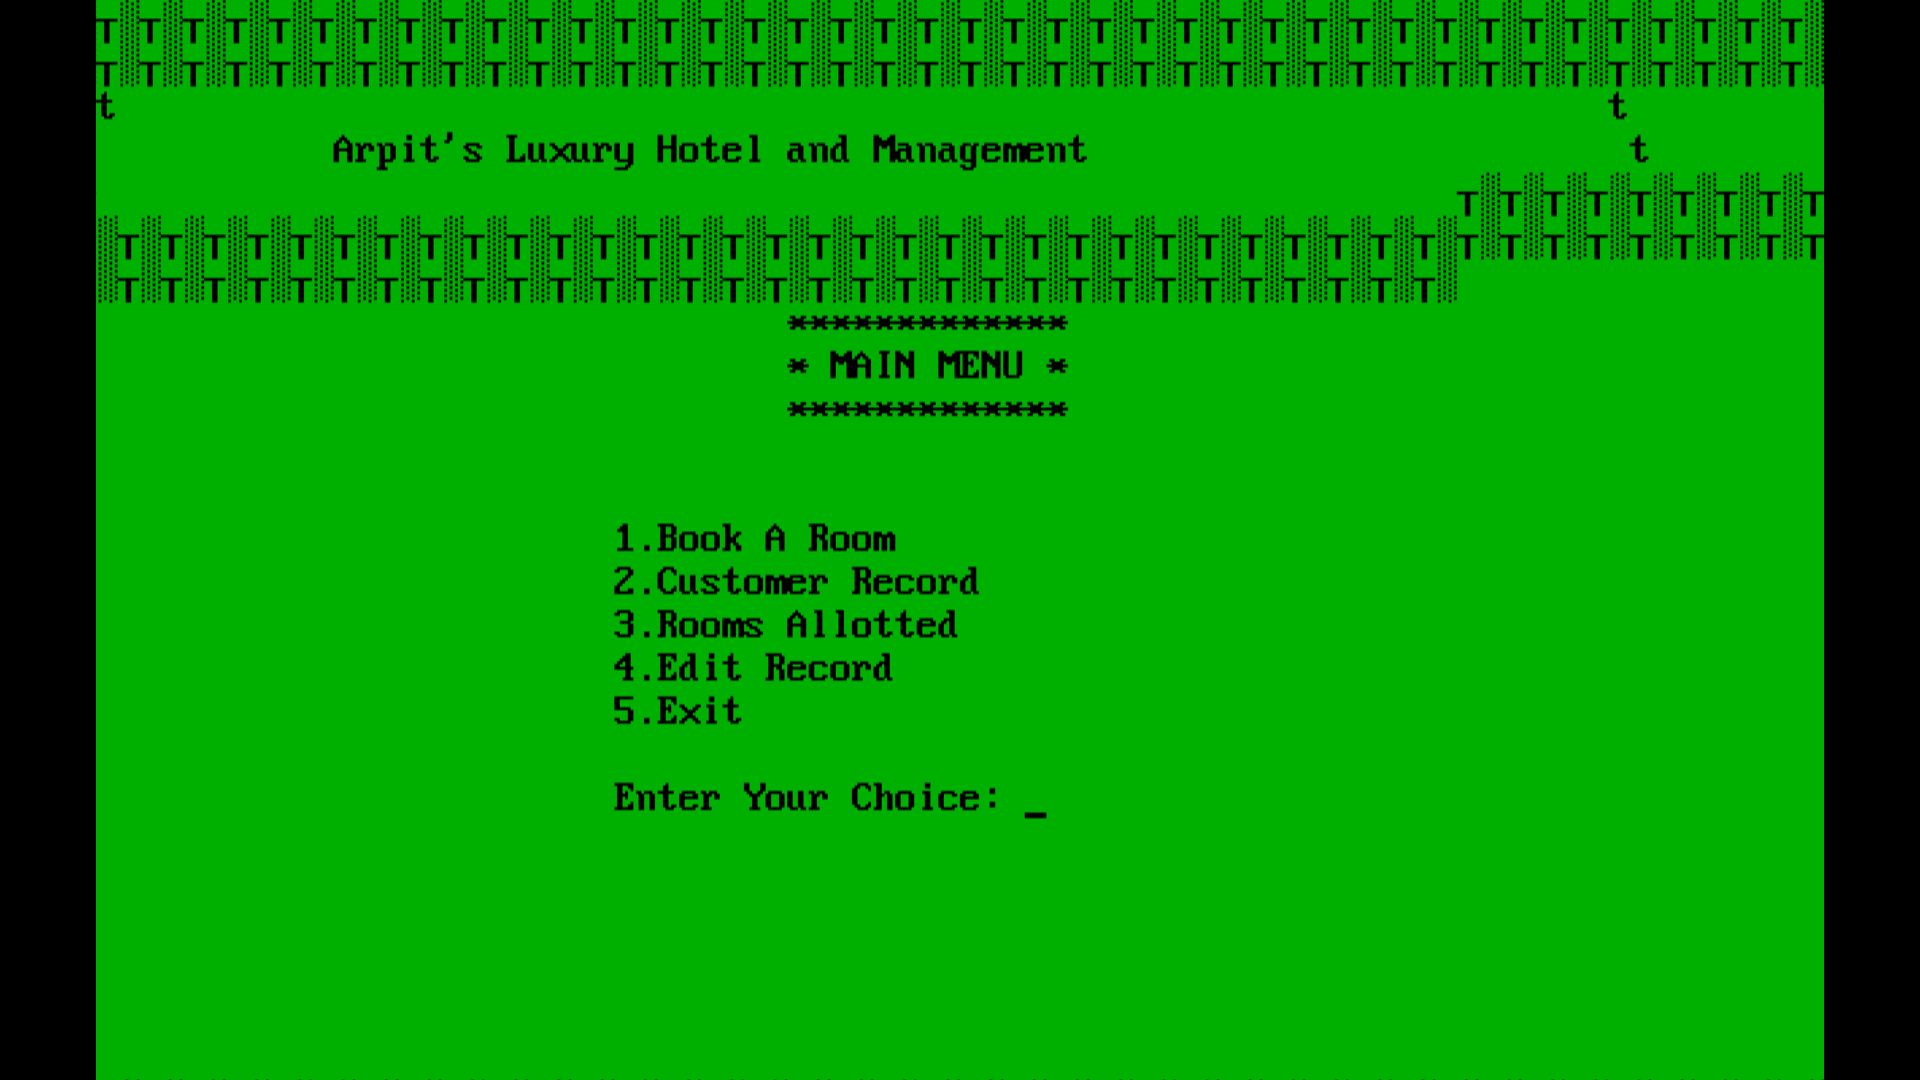 T░T░T░T░T░T░T░T░T░T░T░T░T░T░T░T░T░T░T░T░T░T░T░T░T░T░T░T░T░T░T░T░T░T░T░T░T░T░T░T░
T░T░T░T░T░T░T░T░T░T░T░T░T░T░T░T░T░T░T░T░T░T░T░T░T░T░T░T░T░T░T░T░T░T░T░T░T░T░T░T░
t t
Arpit's Luxury Hotel and Management t
T░T░T░T░T░T░T░T░T
░T░T░T░T░T░T░T░T░T░T░T░T░T░T░T░T░T░T░T░T░T░T░T░T░T░T░T░T░T░T░T░T░T░T░T░T░T░T░T░T
░T░T░T░T░T░T░T░T░T░T░T░T░T░T░T░T░T░T░T░T░T░T░T░T░T░T░T░T░T░T░T░
*************
* MAIN MENU *
*************
1.Book A Room
2.Customer Record
3.Rooms Allotted
4.Edit Record
5.Exit
Enter Your Choice: _